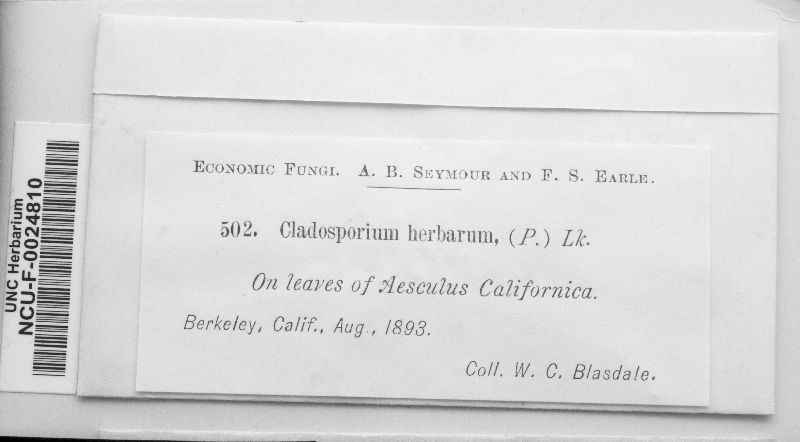 UNC Herbarium
NCU-F-0024810
Economic Fungi. A. B. Seymour and F. S. Earle.
502. Cladosporium herbarum, (P.) Lk.
On leaves of Aesculus Californica.
Berkeley, Calif., Aug., 1893.
Coll. W. C. Blasdale.